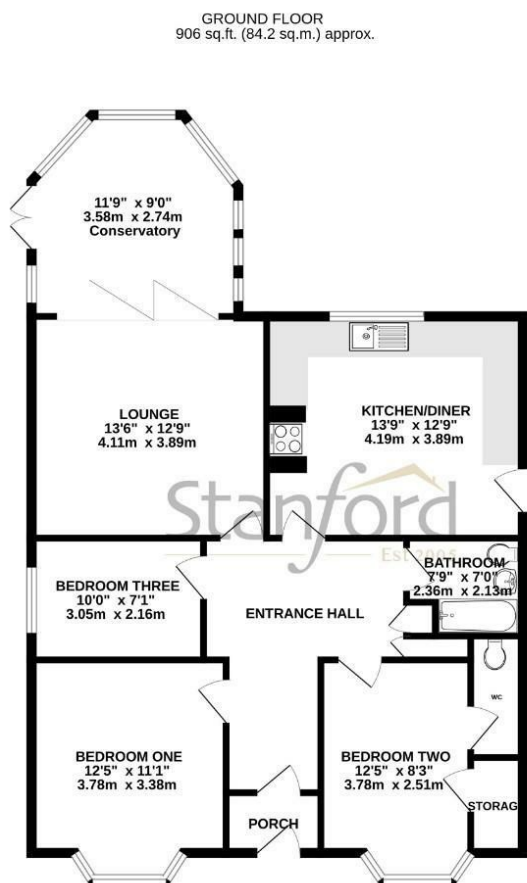 GROUND FLOOR
906 sq.ft. (84.2 sq.m.) approx.
11'9" x 9'0"
3.58m x 2.74m
Conservatory
LOUNGE
13'6" x 12'9"
4.11m x 3.89m
KITCHEN/DINER
13'9" x 12'9"
4.19m x 3.89m
Stanford
Est 2005
BEDROOM THREE
10'0" x 7'1"
3.05m x 2.16m
ENTRANCE HALL
BATHROOM
7'9" x 7'0"
2.36m x 2.13m
WC
BEDROOM ONE
12'5" x 11'1"
3.78m x 3.38m
BEDROOM TWO
12'5" x 8'3"
3.78m x 2.51m
STORAG
PORCH